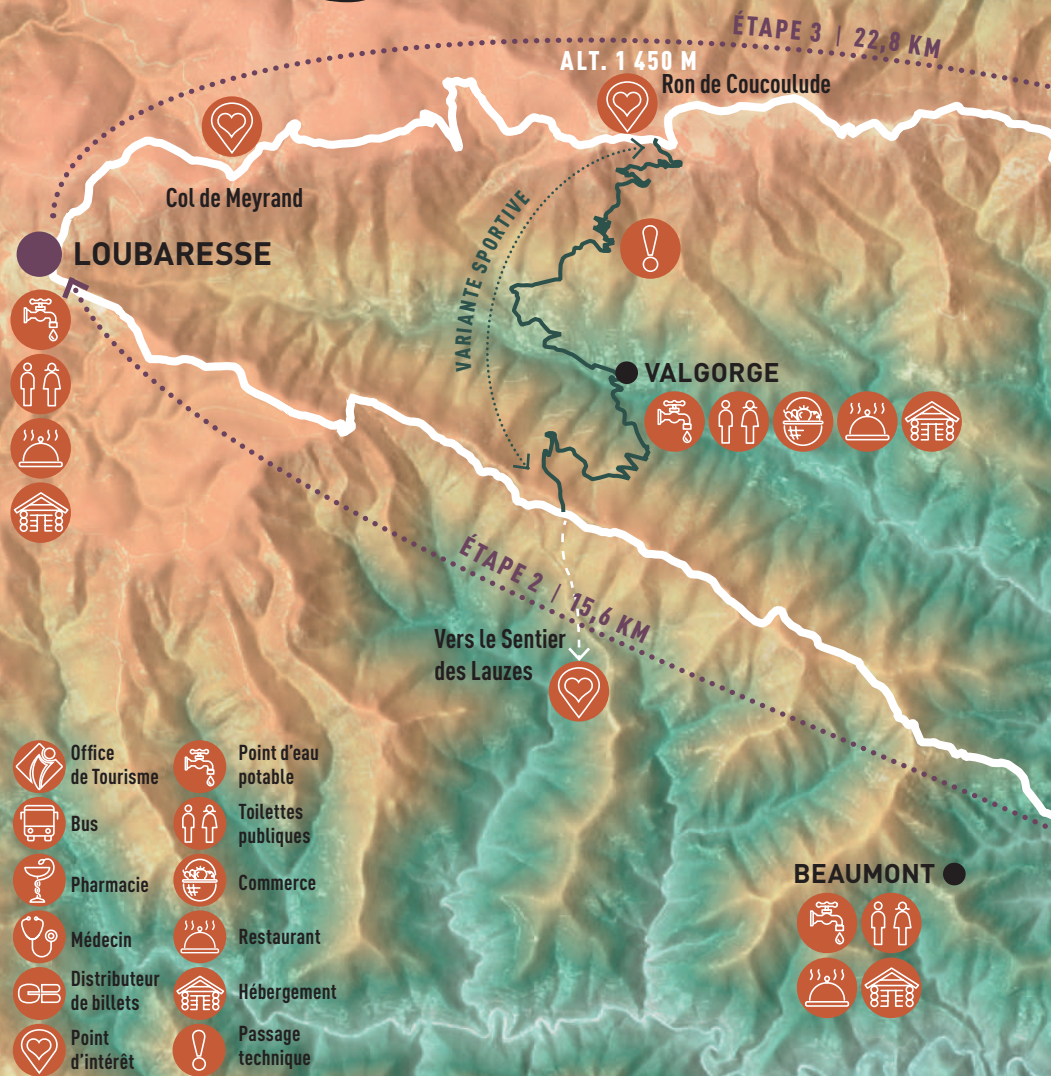 ÉTAPE 3 | 22,8 KM
ALT. 1 450 M
Ron de Coucoulude
Col de Meyrand
LOUBARESSE
VARIANTE SPORTIVE
VALGORGE
ÉTAPE 2 | 15,6 KM
Vers le Sentier
des Lauzes
BEAUMONT
Office
de Tourisme
Bus
Pharmacie
Médecin
Distributeur
de billets
Point
d'intérêt
Point d'eau
potable
Toilettes
publiques
Commerce
Restaurant
Hébergement
Passage
technique